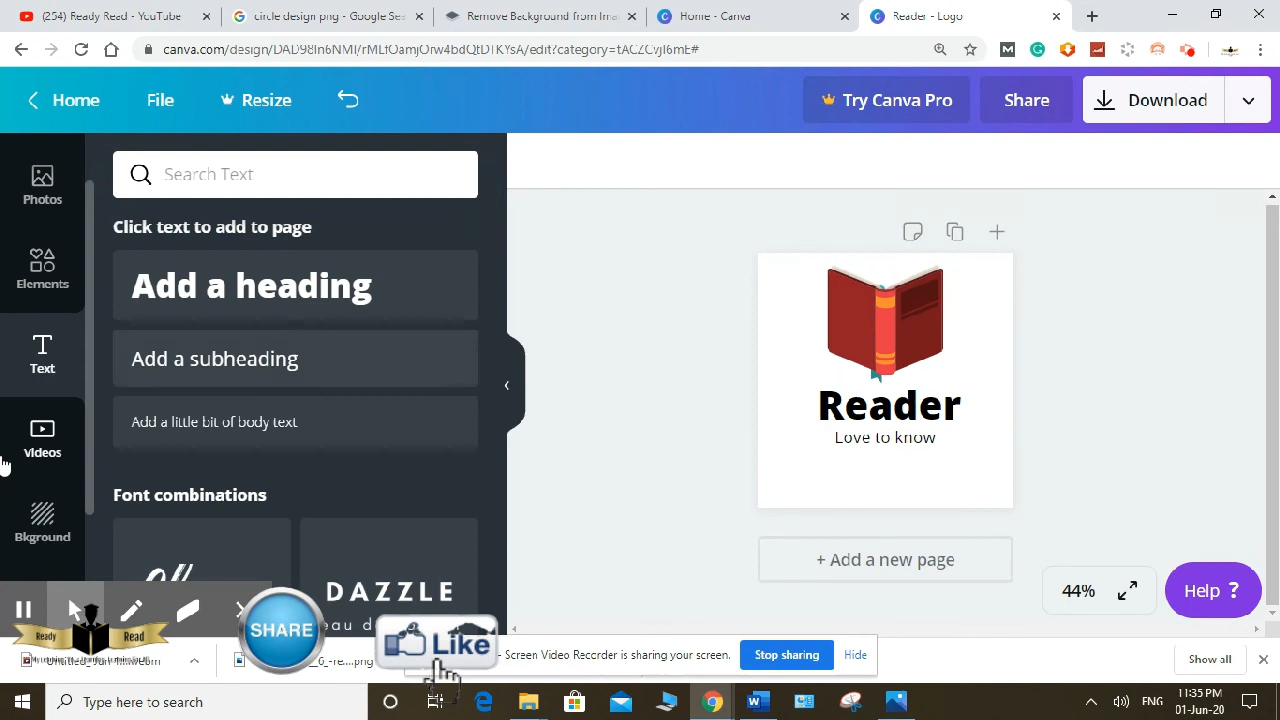 (254) Ready Read - YouTube
circle design png - Google Sea
Remove Background from Ima
Home - Canva
Reader - Logo
Home
File
Resize
Try Canva Pro
Share
Download
Photos
Elements
Text
Videos
Bkground
Search Text
Click text to add to page
Add a heading
Add a subheading
Add a little bit of body text
Font combinations
DAZZLE
Reader
Love to know
+ Add a new page
44%
Help ?
Ready Read
SHARE
Like
- Screen Video Recorder is sharing your screen.
Stop sharing
Hide
Show all
Type here to search
ENG
11:35 PM
01-Jun-20